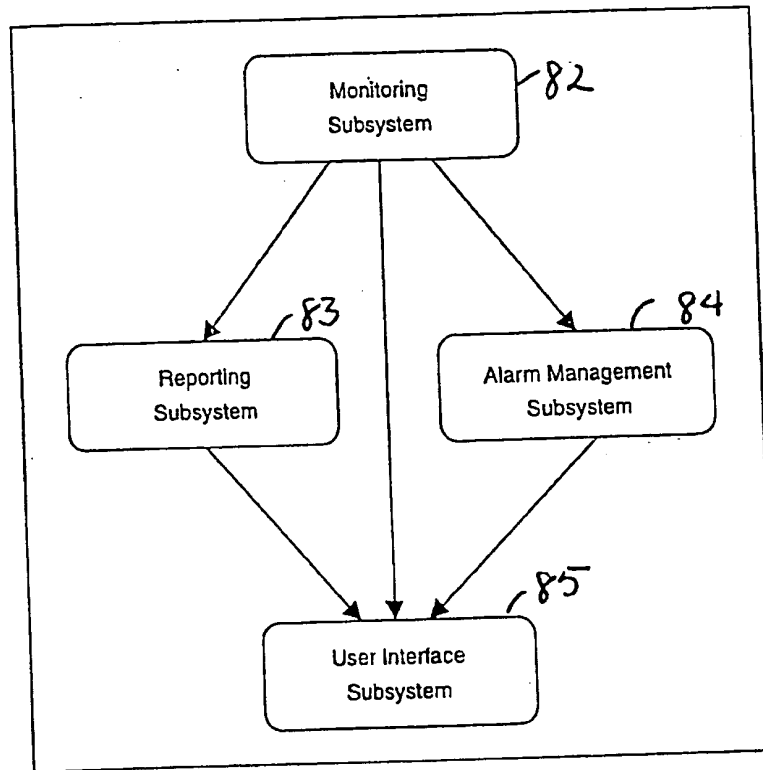 Monitoring
Subsystem
82
Reporting
Subsystem
83
Alarm Management
Subsystem
84
User Interface
Subsystem
85